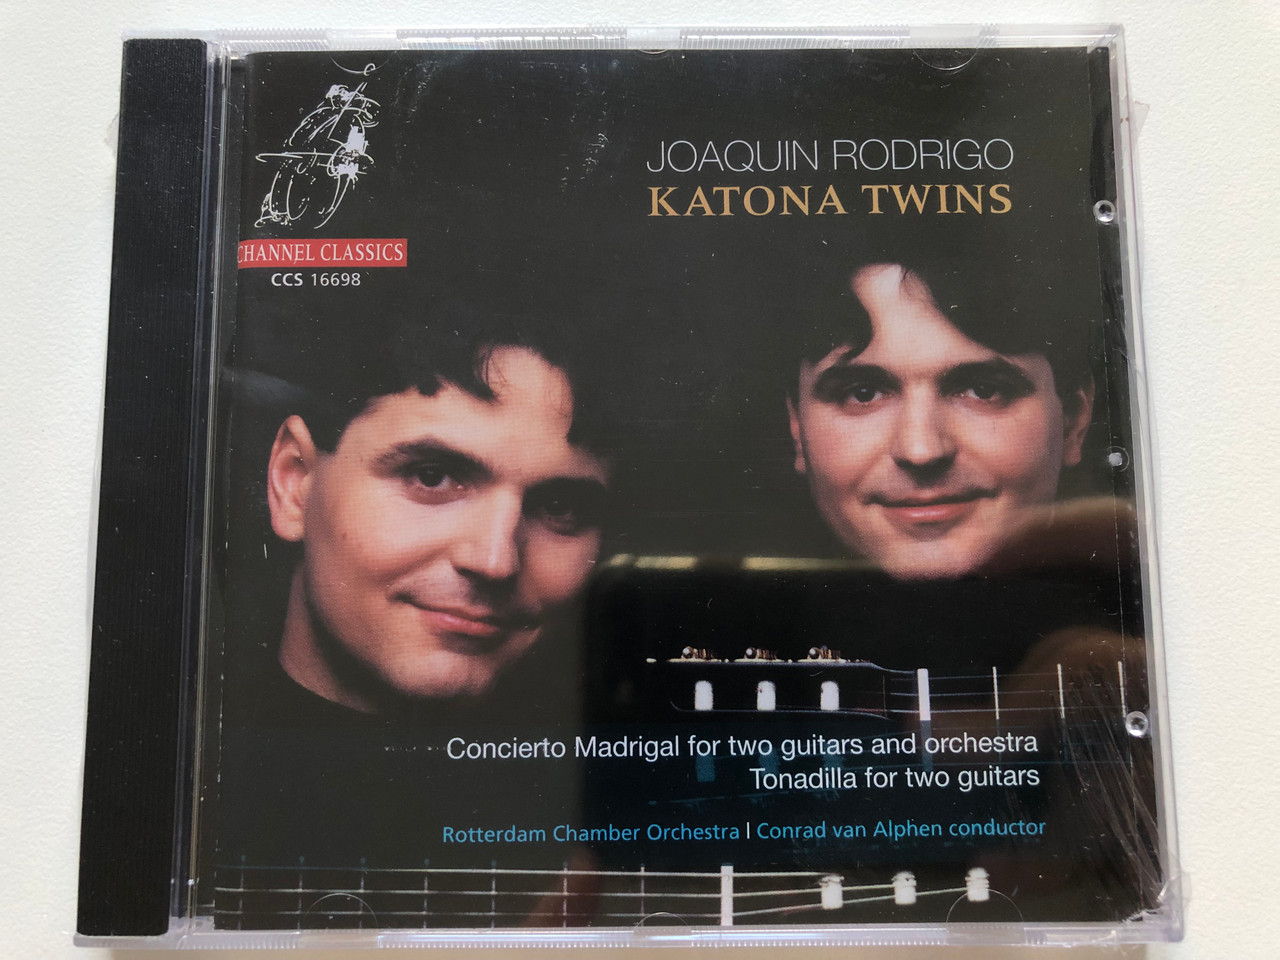 JOAQUIN RODRIGO
KATONA TWINS
CHANNEL CLASSICS
CCS 16698
Concierto Madrigal for two guitars and orchestra
Tonadilla for two guitars
Rotterdam Chamber Orchestra | Conrad van Alphen conductor